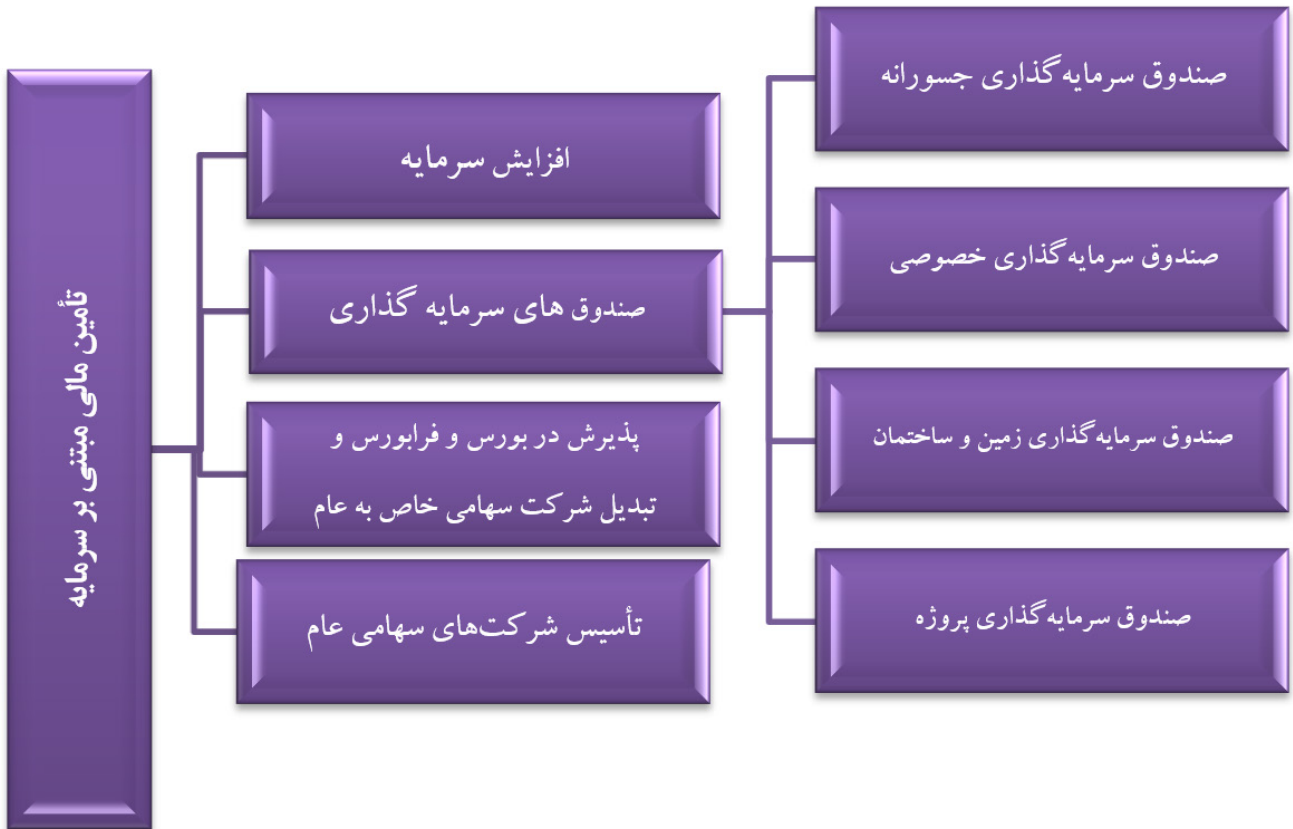 تأمین مالی مبتنی بر سرمایه
افزایش سرمایه
صندوق های سرمایه گذاری
پذیرش در بورس و فرابورس و
تبدیل شرکت سهامی خاص به عام
تأسیس شرکت‌های سهامی عام
صندوق سرمایه‌گذاری جسورانه
صندوق سرمایه‌گذاری خصوصی
صندوق سرمایه‌گذاری زمین و ساختمان
صندوق سرمایه‌گذاری پروژه